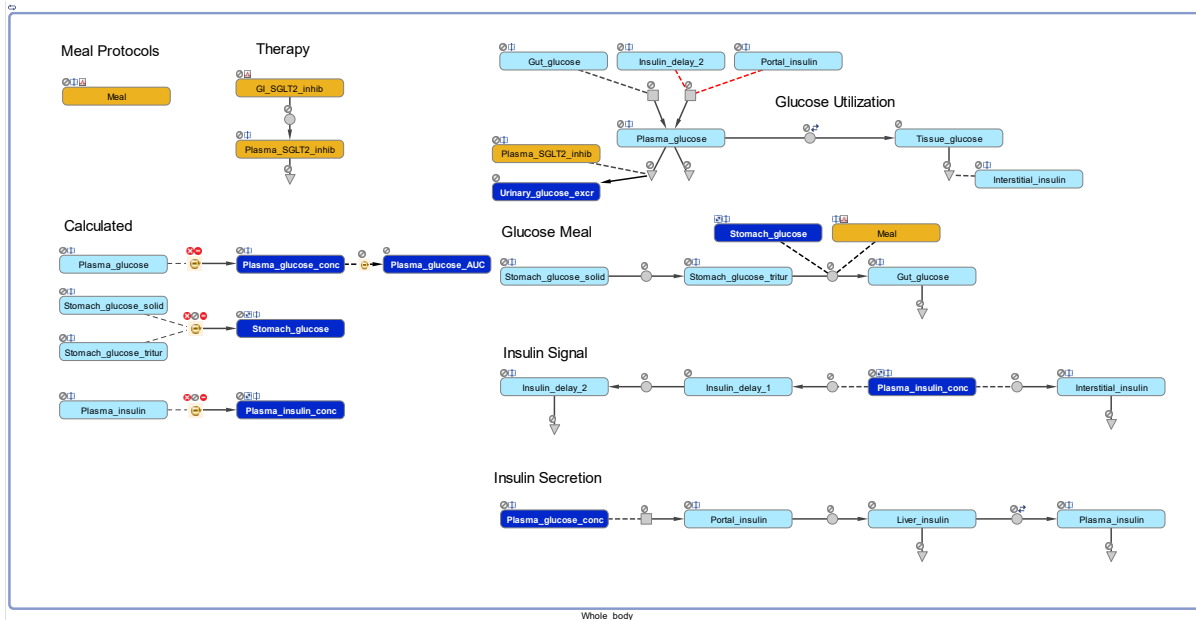 Meal Protocols
Therapy
Meal
GI_SGLT2_inhib
Plasma_SGLT2_inhib
Gut_glucose
Insulin_delay_2
Portal_insulin
Glucose Utilization
Plasma_glucose
Tissue_glucose
Plasma_SGLT2_inhib
Interstitial_insulin
Urinary_glucose_excr
Calculated
Plasma_glucose
Plasma_glucose_conc
Plasma_glucose_AUC
Stomach_glucose_solid
Stomach_glucose
Stomach_glucose_tritur
Plasma_insulin
Plasma_insulin_conc
Glucose Meal
Stomach_glucose
Meal
Stomach_glucose_solid
Stomach_glucose_tritur
Gut_glucose
Insulin Signal
Insulin_delay_2
Insulin_delay_1
Plasma_insulin_conc
Interstitial_insulin
Insulin Secretion
Plasma_glucose_conc
Portal_insulin
Liver_insulin
Plasma_insulin
Whole_body